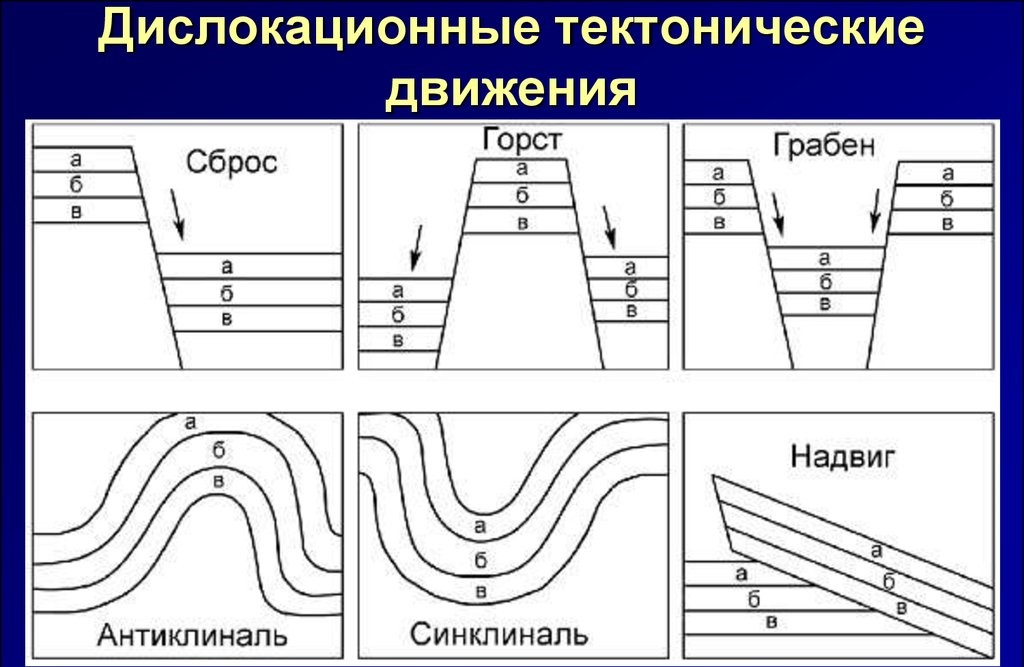 Дислокационные тектонические
движения
Сброс
а
б
в
а
б
в
Горст
а
б
в
а
б
в
а
б
в
Грабен
а
б
в
а
б
в
а
б
в
а
б
в
Антиклиналь
а
б
в
Синклиналь
Надвиг
а
б
в
а
б
в